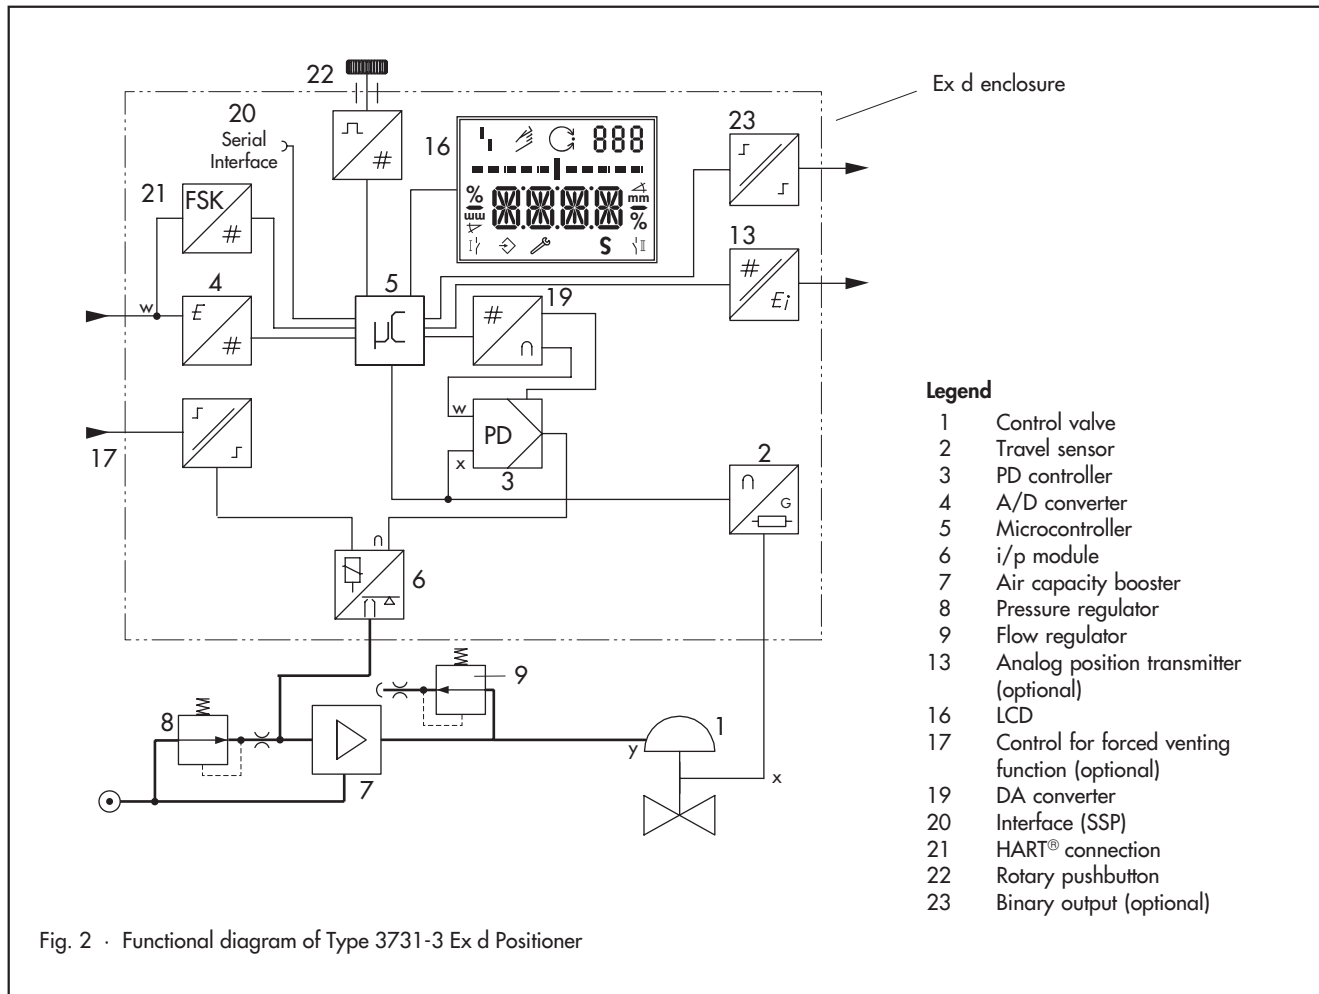 22
Ex d enclosure
20
Serial
Interface
16
888
%
mm
mm
%
S
23
21
FSK
#
#
w
4
E
#
5
µC
19
#
∩
13
#
Ei
17
w
PD
x
3
2
∩
G
∩
6
8
9
7
y
1
x
Legend
1 Control valve
2 Travel sensor
3 PD controller
4 A/D converter
5 Microcontroller
6 i/p module
7 Air capacity booster
8 Pressure regulator
9 Flow regulator
13 Analog position transmitter
(optional)
16 LCD
17 Control for forced venting
function (optional)
19 DA converter
20 Interface (SSP)
21 HART® connection
22 Rotary pushbutton
23 Binary output (optional)
Fig. 2 · Functional diagram of Type 3731-3 Ex d Positioner